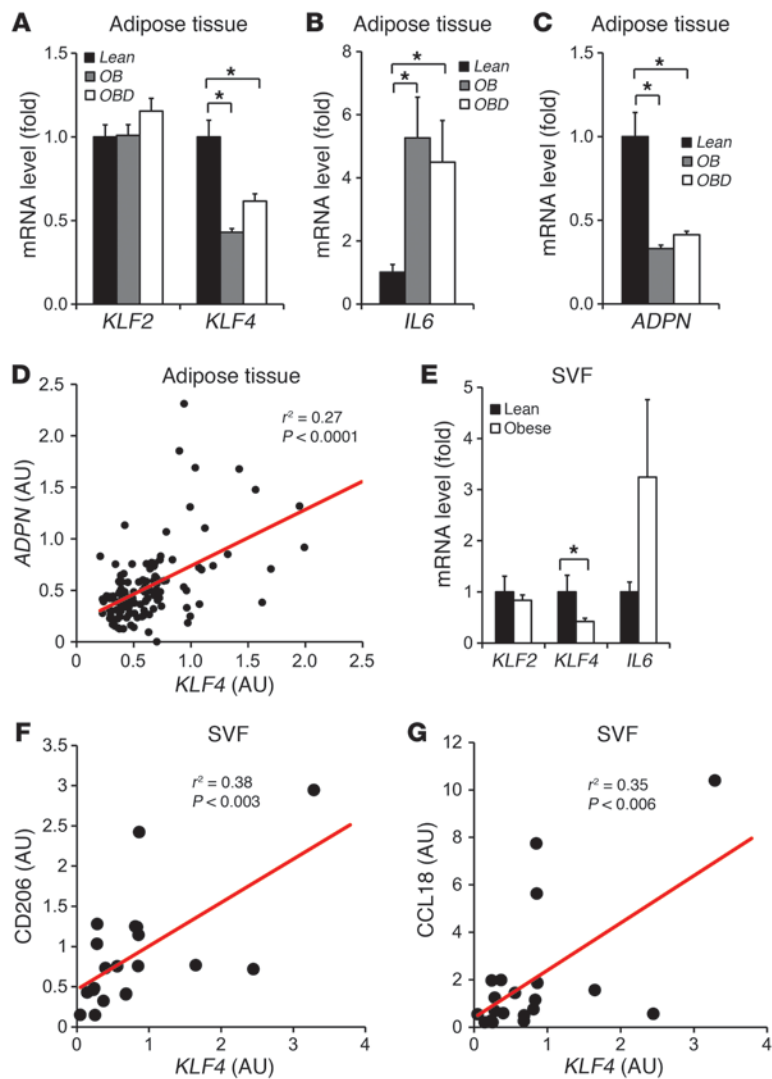 A
Adipose tissue
mRNA level (fold)
1.5
1.0
0.5
0.0
Lean
OB
OBD
*
*
KLF2
KLF4
B
Adipose tissue
mRNA level (fold)
8
6
4
2
0
*
*
Lean
OB
OBD
IL6
C
Adipose tissue
mRNA level (fold)
1.5
1.0
0.5
0.0
*
*
Lean
OB
OBD
ADPN
D
Adipose tissue
ADPN (AU)
2.5
2.0
1.5
1.0
0.5
0
r² = 0.27
P < 0.0001
0 0.5 1.0 1.5 2.0 2.5
KLF4 (AU)
E
SVF
mRNA level (fold)
5
4
3
2
1
0
Lean
Obese
*
KLF2
KLF4
IL6
F
SVF
CD206 (AU)
3.5
3
2.5
2
1.5
1
0.5
0
r² = 0.38
P < 0.003
0 1 2 3 4
KLF4 (AU)
G
SVF
CCL18 (AU)
12
10
8
6
4
2
0
r² = 0.35
P < 0.006
0 1 2 3 4
KLF4 (AU)